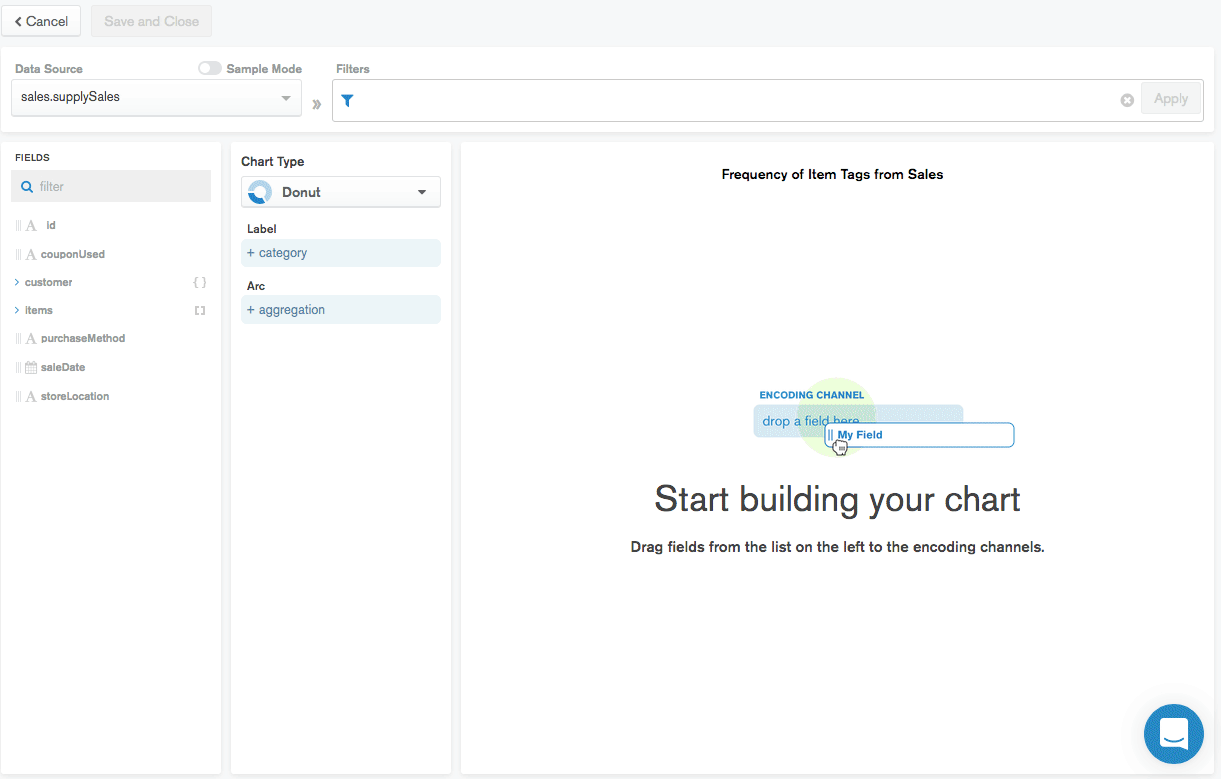 Cancel
Save and Close
Data Source
Sample Mode
Filters
sales.supplySales
Apply
FIELDS
filter
A _id
A couponUsed
customer { }
items [ ]
A purchaseMethod
saleDate
A storeLocation
Chart Type
Donut
Label
+ category
Arc
+ aggregation
Frequency of Item Tags from Sales
ENCODING CHANNEL
drop a field here
My Field
Start building your chart
Drag fields from the list on the left to the encoding channels.